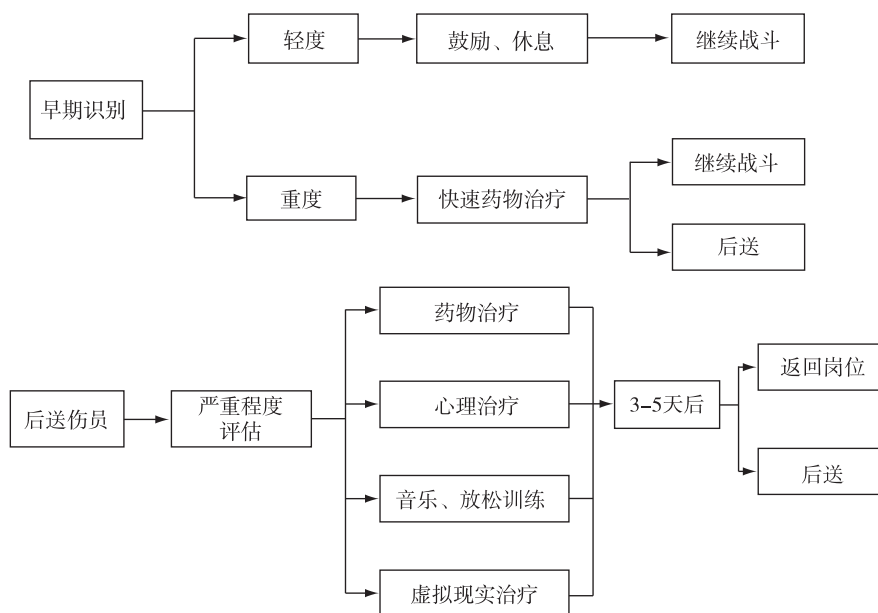 轻度
鼓励、休息
继续战斗
早期识别
继续战斗
重度
快速药物治疗
后送
药物治疗
返回岗位
后送伤员
严重程度
评估
心理治疗
3–5天后
后送
音乐、放松训练
虚拟现实治疗